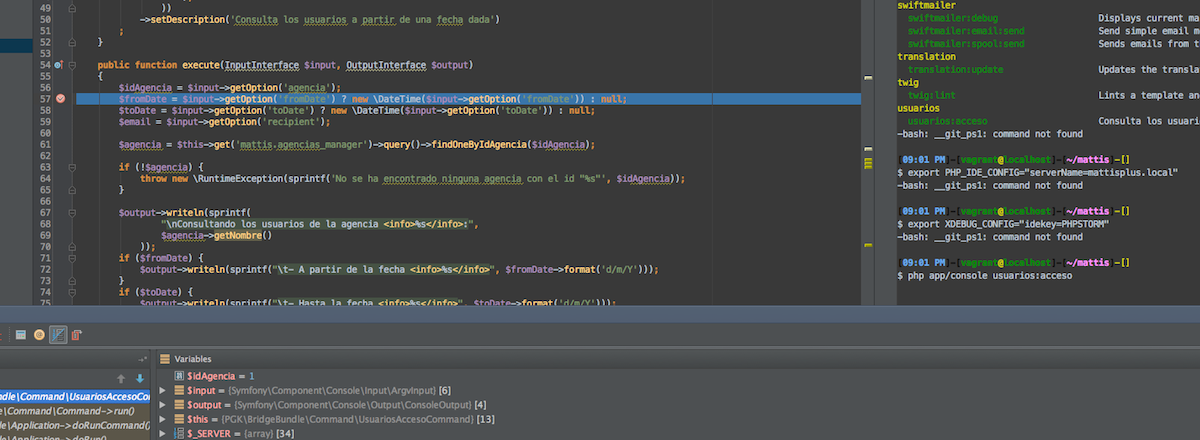 49 ))
50 ->setDescription('Consulta los usuarios a partir de una fecha dada')
51 ;
52 }
53
54 public function execute(InputInterface $input, OutputInterface $output)
55 {
56 $idAgencia = $input->getOption('agencia');
57 $fromDate = $input->getOption('fromDate') ? new \DateTime($input->getOption('fromDate')) : null;
58 $toDate = $input->getOption('toDate') ? new \DateTime($input->getOption('toDate')) : null;
59 $email = $input->getOption('recipient');
60
61 $agencia = $this->get('mattis.agencias_manager')->query()->findOneByIdAgencia($idAgencia);
62
63 if (!$agencia) {
64 throw new \RuntimeException(sprintf('No se ha encontrado ninguna agencia con el id "%s"', $idAgencia));
65 }
66
67 $output->writeln(sprintf(
68 "\nConsultando los usuarios de la agencia <info>%s</info>:",
69 $agencia->getNombre()
70 ));
71 if ($fromDate) {
72 $output->writeln(sprintf("\t- A partir de la fecha <info>%s</info>", $fromDate->format('d/m/Y')));
73 }
74 if ($toDate) {
75 $output->writeln(sprintf("\t- Hasta la fecha <info>%s</info>", $toDate->format('d/m/Y')));
swiftmailer
swiftmailer:debug Displays current ma
swiftmailer:email:send Send simple email m
swiftmailer:spool:send Sends emails from t
translation
translation:update Updates the transla
twig
twig:lint Lints a template an
usuarios
usuarios:acceso Consulta los usuari
-bash: __git_ps1: command not found
[09:01 PM]-[vagrant@localhost]-[~/mattis]-[]
$ export PHP_IDE_CONFIG="serverName=mattisplus.local"
-bash: __git_ps1: command not found
[09:01 PM]-[vagrant@localhost]-[~/mattis]-[]
$ export XDEBUG_CONFIG="idekey=PHPSTORM"
-bash: __git_ps1: command not found
[09:01 PM]-[vagrant@localhost]-[~/mattis]-[]
$ php app/console usuarios:acceso
ndle\Command\UsuariosAccesoCo
e\Command\Command->run()
le\Application->doRunCommand()
le\Application->doRun()
Variables
$idAgencia = 1
$input = {Symfony\Component\Console\Input\ArgvInput} [6]
$output = {Symfony\Component\Console\Output\ConsoleOutput} [4]
$this = {PGK\BridgeBundle\Command\UsuariosAccesoCommand} [13]
$_SERVER = {array} [34]